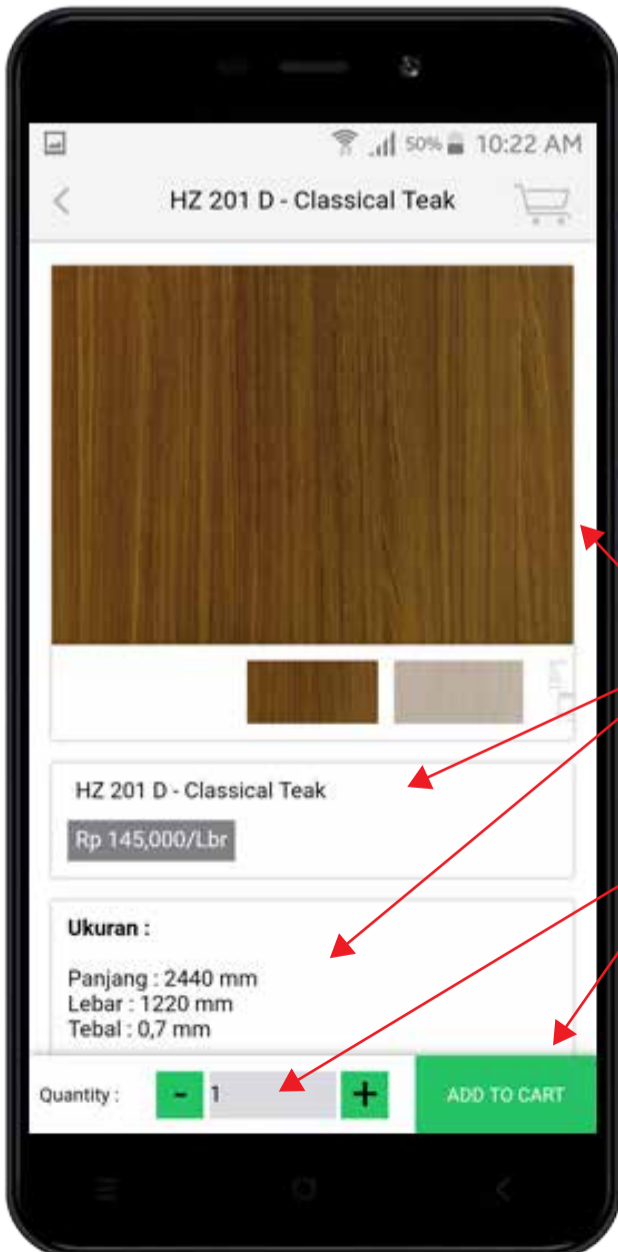 50% 10:22 AM
HZ 201 D - Classical Teak
HZ 201 D - Classical Teak
Rp 145,000/Lbr
Ukuran :
Panjang : 2440 mm
Lebar : 1220 mm
Tebal : 0,7 mm
Quantity : - 1 + ADD TO CART